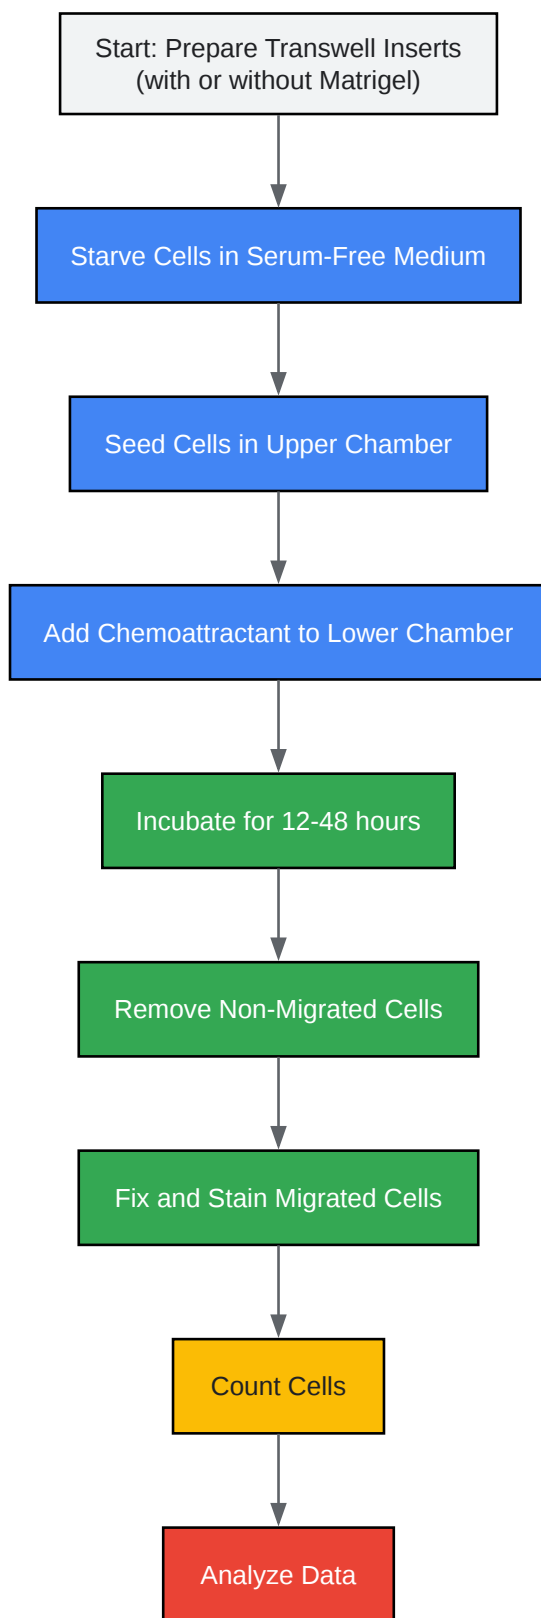 Start: Prepare Transwell Inserts
(with or without Matrigel)
Starve Cells in Serum-Free Medium
Seed Cells in Upper Chamber
Add Chemoattractant to Lower Chamber
Incubate for 12-48 hours
Remove Non-Migrated Cells
Fix and Stain Migrated Cells
Count Cells
Analyze Data